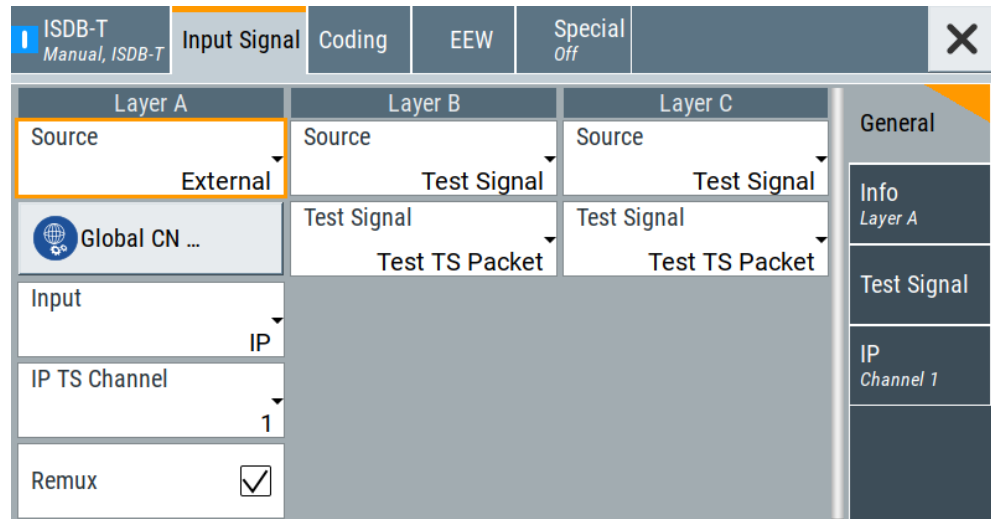 ISDB-T
Manual, ISDB-T
Input Signal
Coding
EEW
Special
Off
Layer A
Layer B
Layer C
Source
External
Source
Test Signal
Source
Test Signal
Global CN ...
Test Signal
Test TS Packet
Test Signal
Test TS Packet
Input
IP
IP TS Channel
1
Remux
General
Info
Layer A
Test Signal
IP
Channel 1